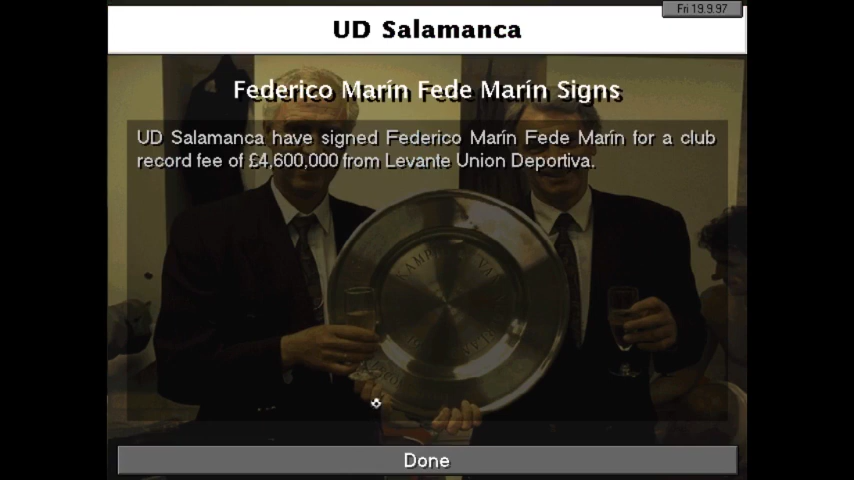 Fri 19.9.97
UD Salamanca
Federico Marín Fede Marín Signs
UD Salamanca have signed Federico Marín Fede Marín for a club
record fee of £4,600,000 from Levante Union Deportiva.
KAMPI
Done